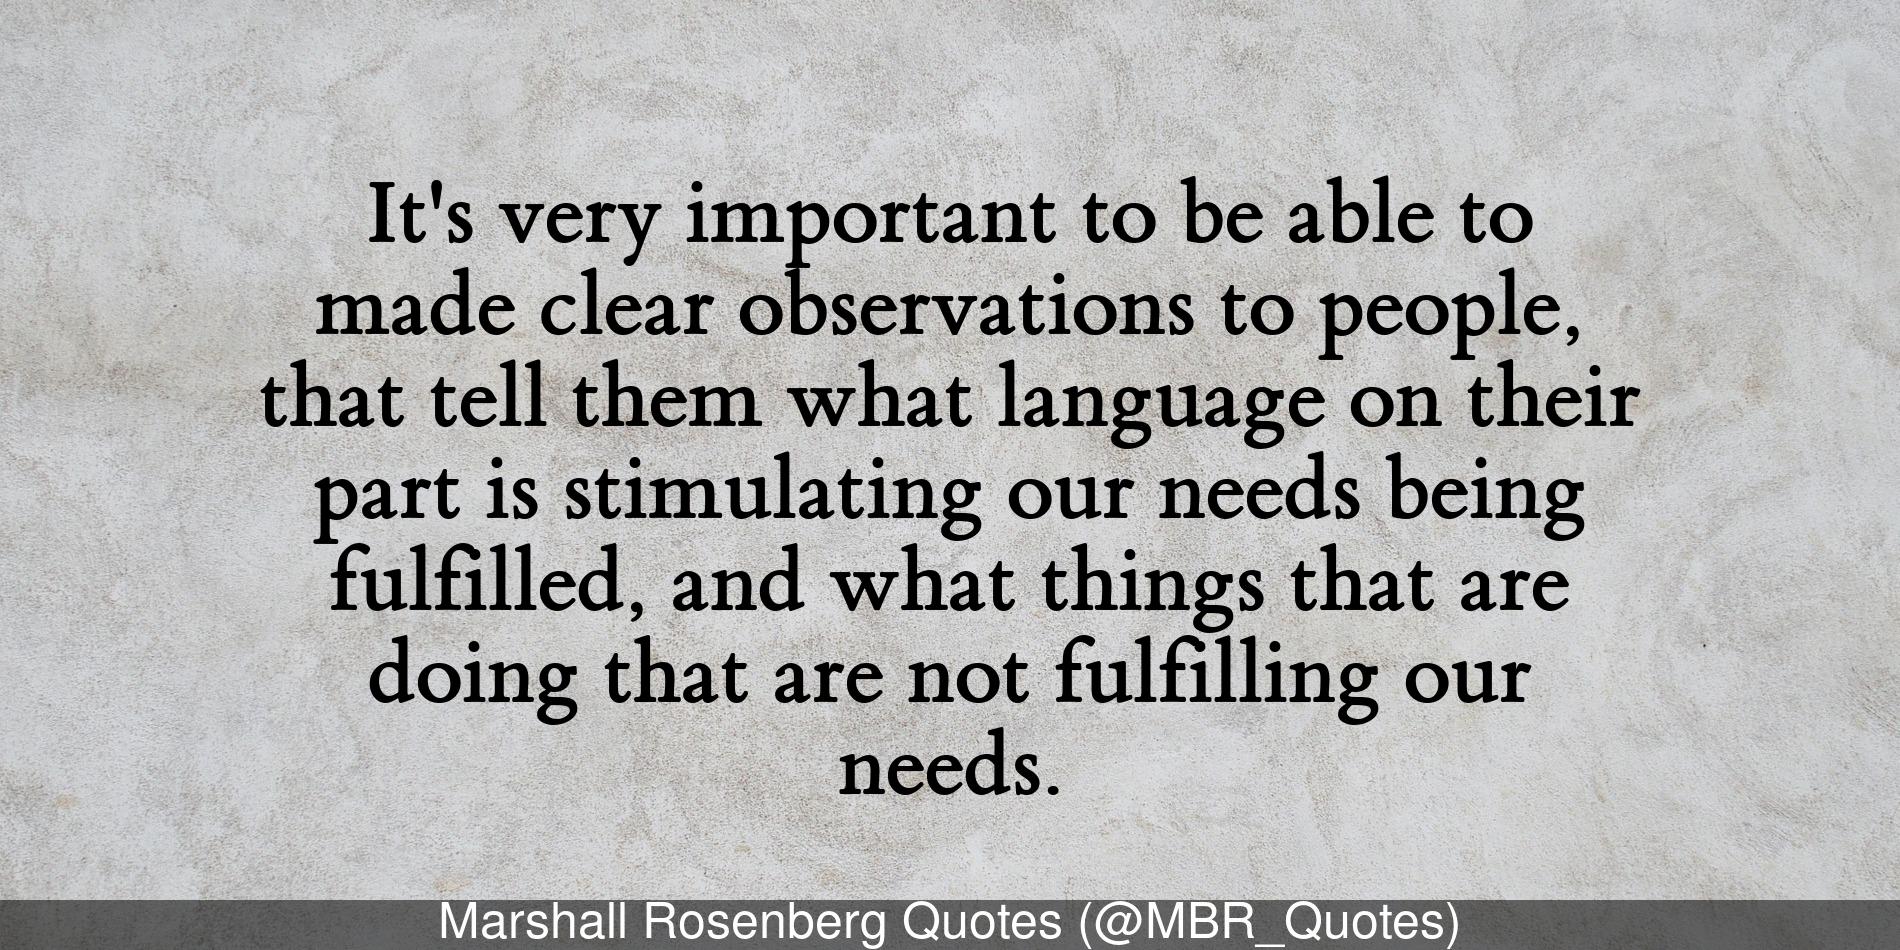 It's very important to be able to
made clear observations to people,
that tell them what language on their
part is stimulating our needs being
fulfilled, and what things that are
doing that are not fulfilling our
needs.
Marshall Rosenberg Quotes (@MBR_Quotes)